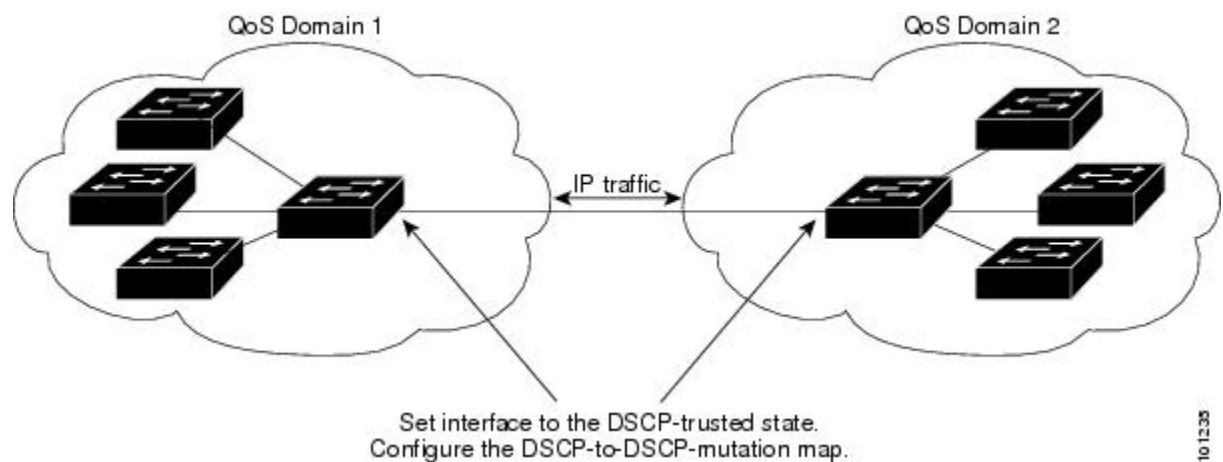 QoS Domain 1
QoS Domain 2
IP traffic
Set interface to the DSCP-trusted state.
Configure the DSCP-to-DSCP-mutation map.
101235